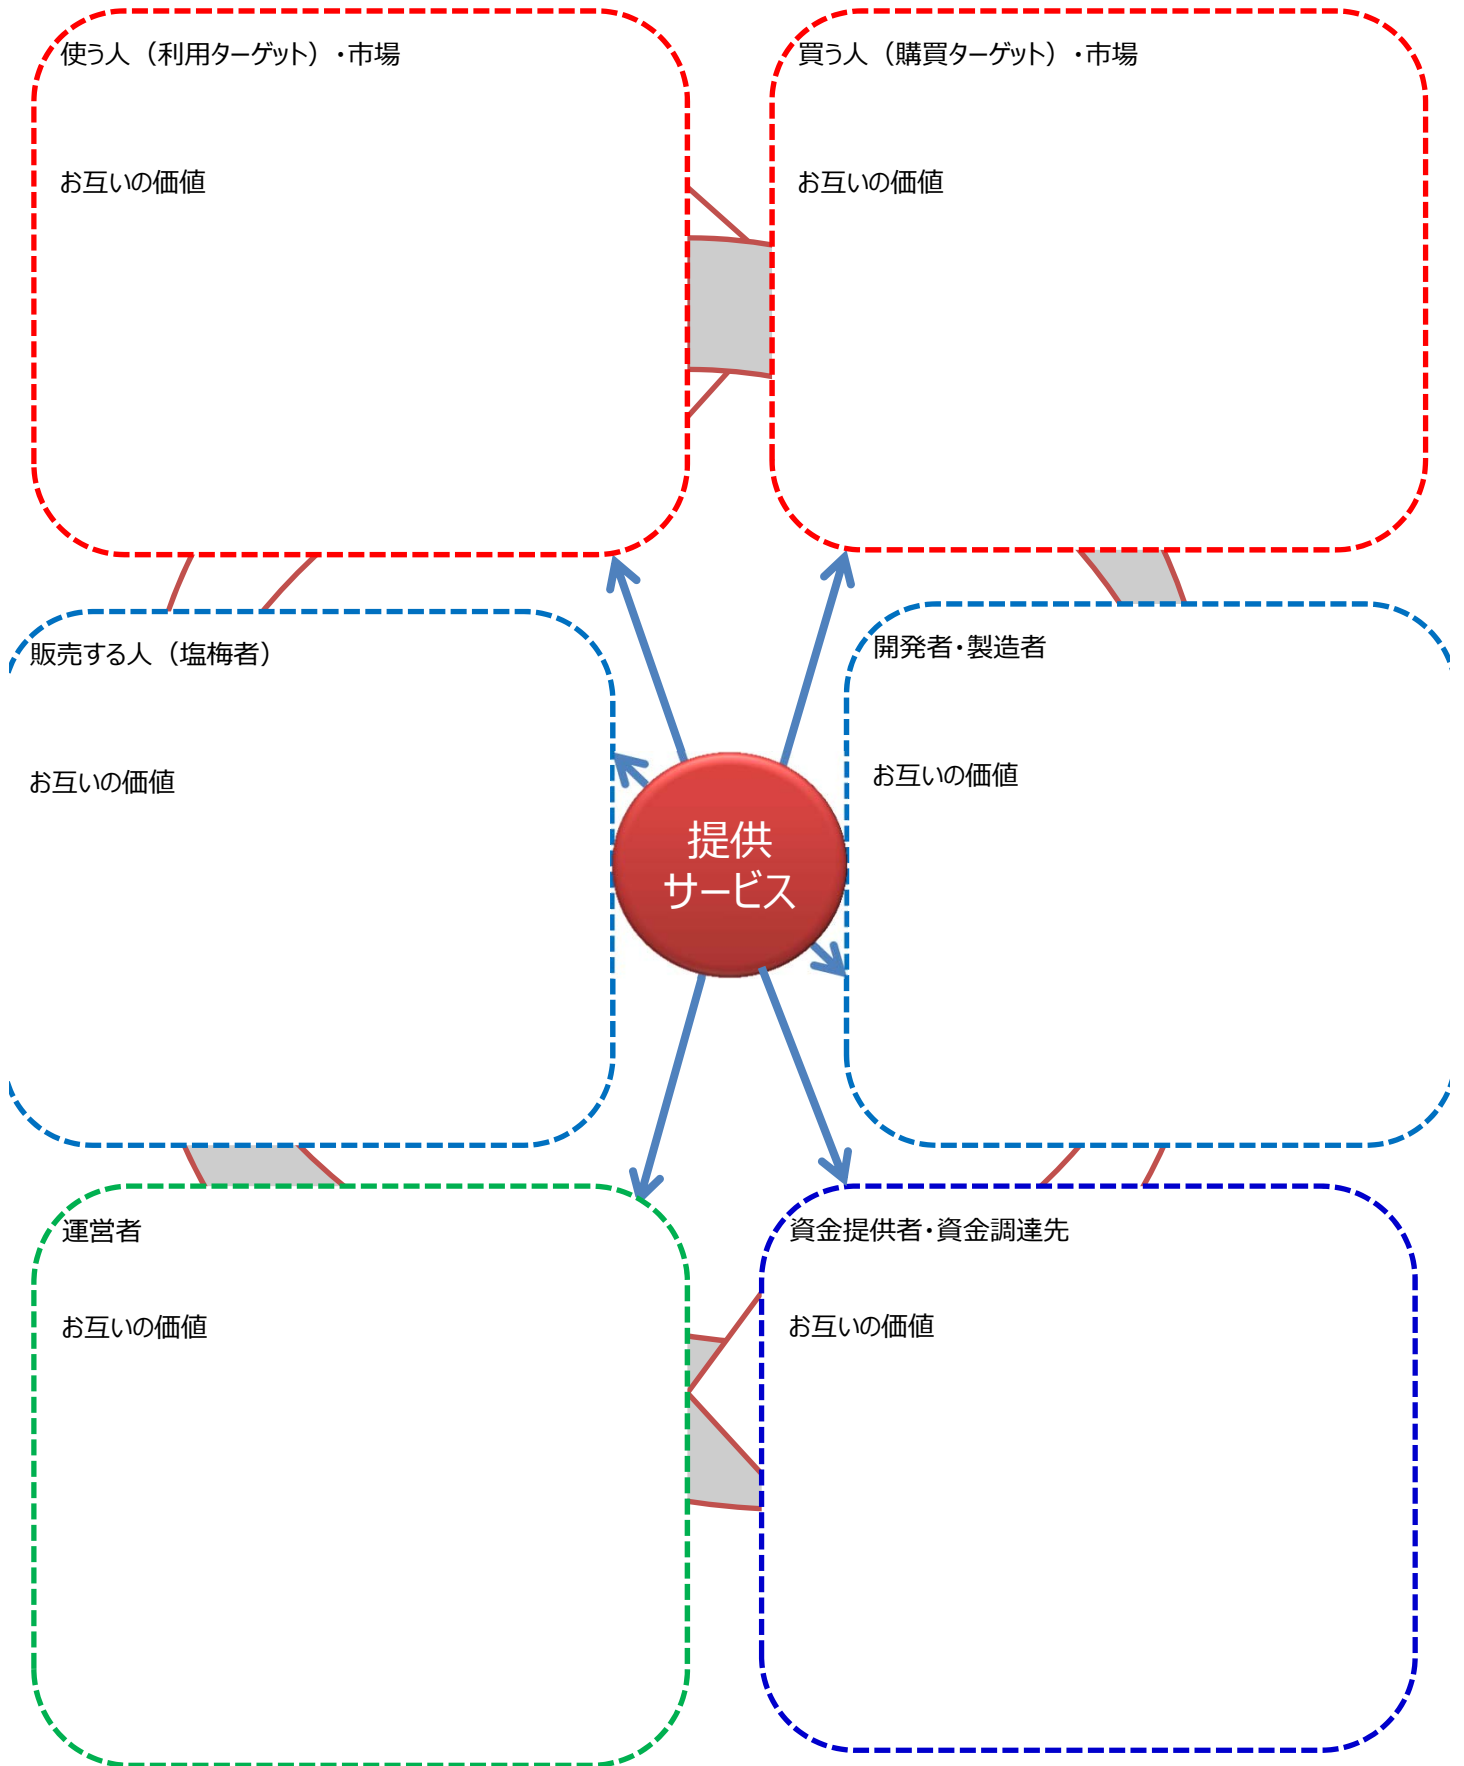 使う人（利用ターゲット）・市場
お互いの価値
買う人（購買ターゲット）・市場
お互いの価値
販売する人（塩梅者）
お互いの価値
提供
サービス
開発者・製造者
お互いの価値
運営者
お互いの価値
資金提供者・資金調達先
お互いの価値